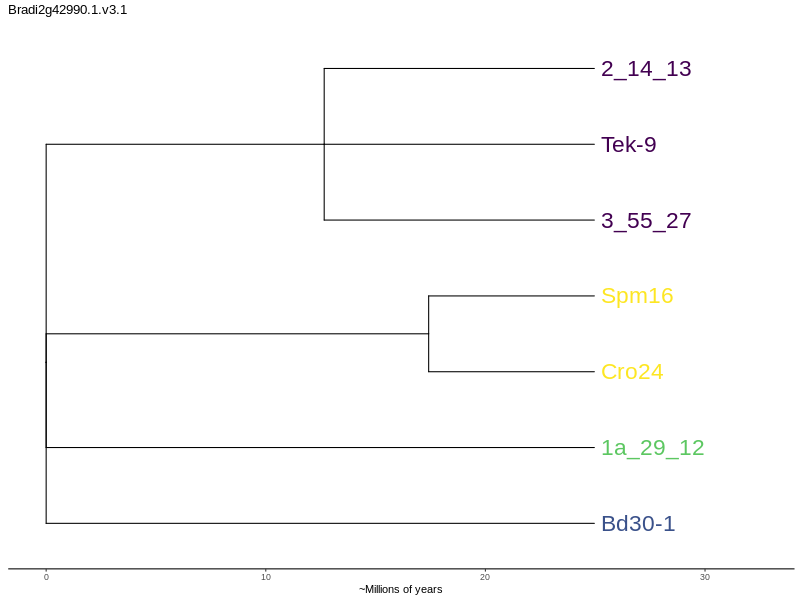 Bradi2g42990.1.v3.1
2_14_13
Tek-9
3_55_27
Spm16
Cro24
1a_29_12
Bd30-1
0 10 20 30
~Millions of years